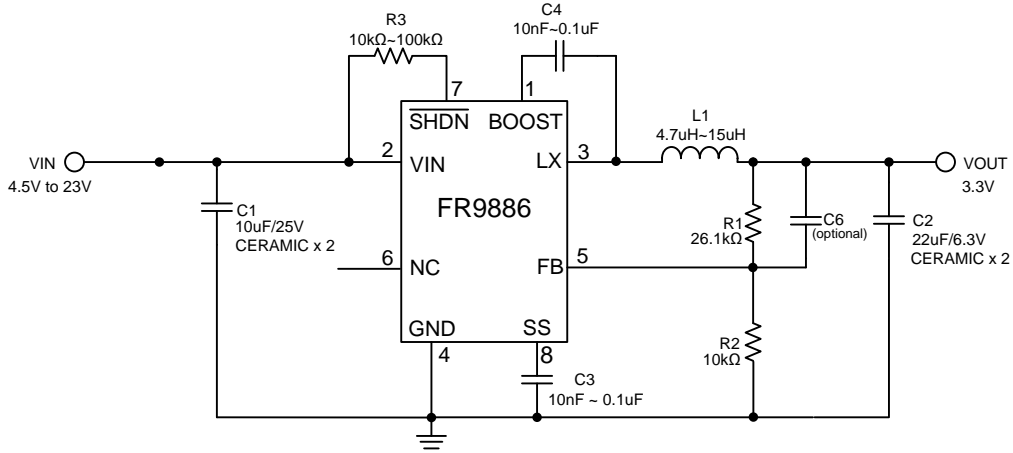 C4
10nF~0.1uF
R3
10kΩ~100kΩ
7
1
SHDN
BOOST
L1
4.7uH~15uH
VIN
4.5V to 23V
2
VIN
LX
3
VOUT
3.3V
C1
10uF/25V
CERAMIC x 2
FR9886
R1
26.1kΩ
C6
(optional)
C2
22uF/6.3V
CERAMIC x 2
6
NC
FB
5
GND
SS
4
8
R2
10kΩ
C3
10nF ~ 0.1uF